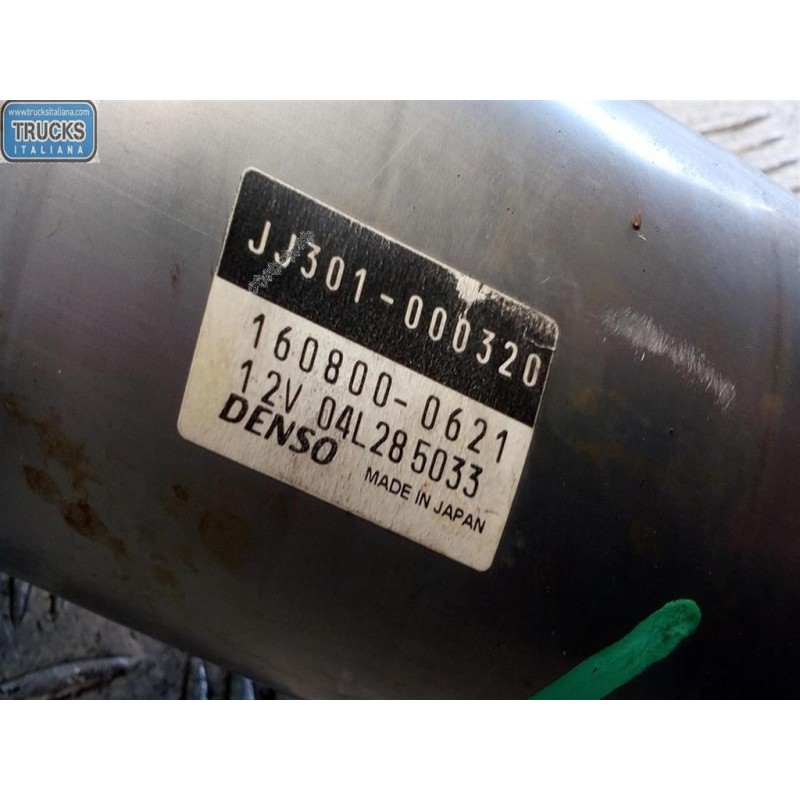 www.trucksitaliana.com
TRUCKS
ITALIANA
JJ301-000320
160800-0621
12V 04L285033
DENSO MADE IN JAPAN